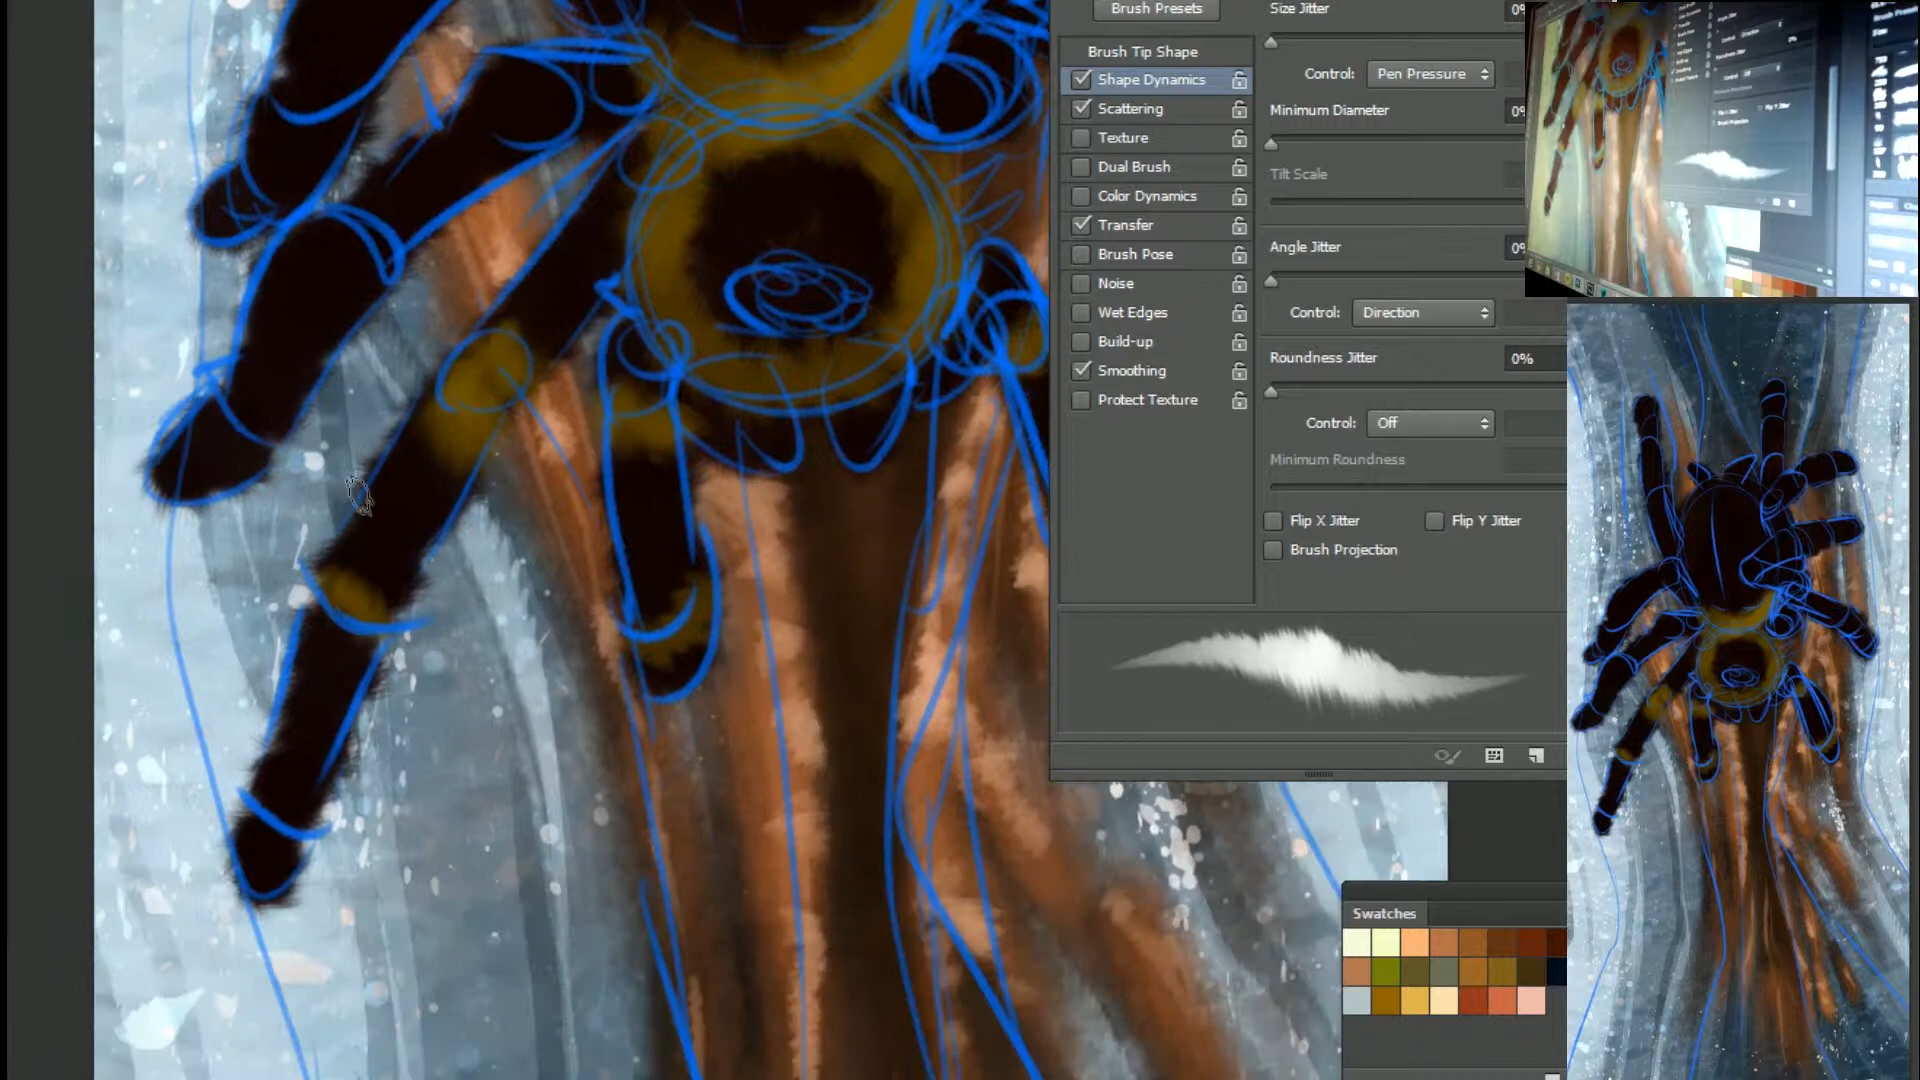 Brush Presets
Size Jitter
Brush Tip Shape
Shape Dynamics
Control: Pen Pressure
Scattering
Minimum Diameter
Texture
Dual Brush
Tilt Scale
Color Dynamics
Transfer
Angle Jitter
Brush Pose
Noise
Wet Edges
Control: Direction
Build-up
Roundness Jitter 0%
Smoothing
Protect Texture
Control: Off
Minimum Roundness
Flip X Jitter Flip Y Jitter
Brush Projection
Swatches